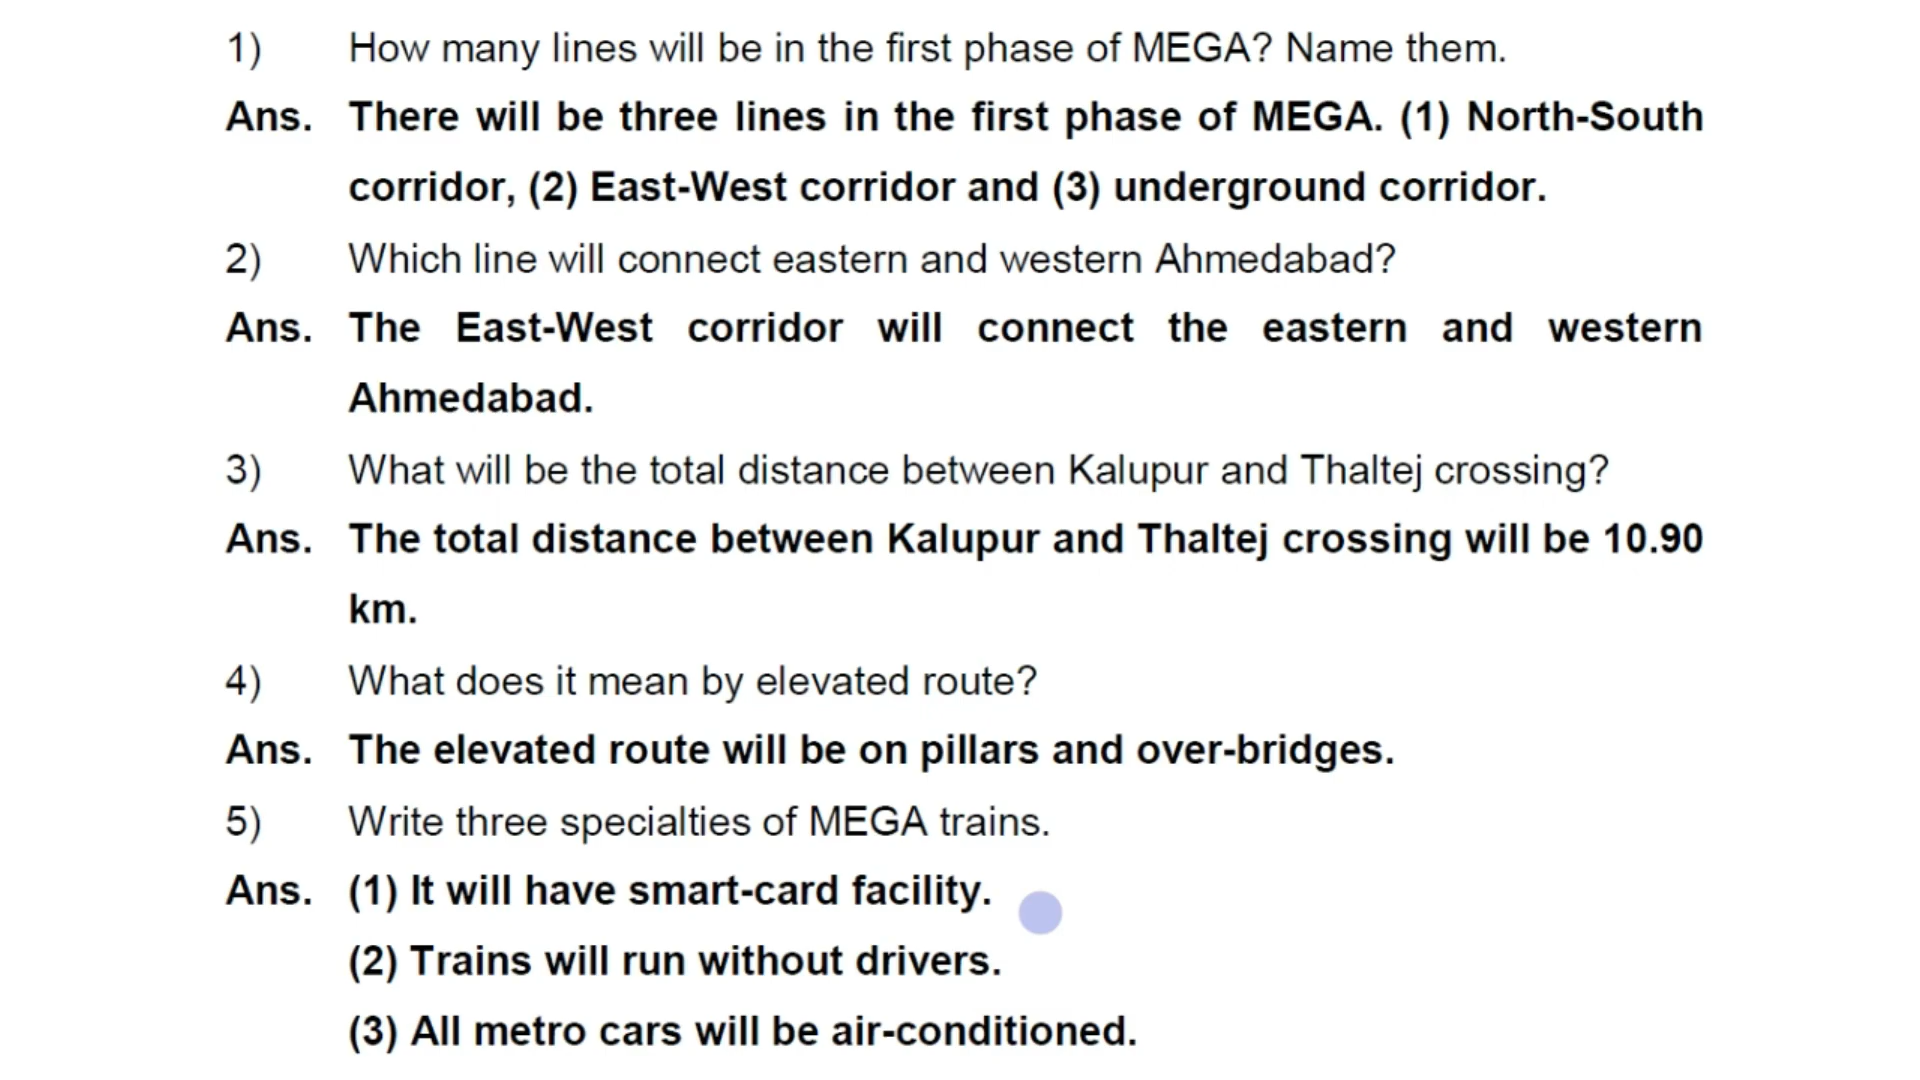 1) How many lines will be in the first phase of MEGA? Name them.
Ans. There will be three lines in the first phase of MEGA. (1) North-South
corridor, (2) East-West corridor and (3) underground corridor.
2) Which line will connect eastern and western Ahmedabad?
Ans. The East-West corridor will connect the eastern and western
Ahmedabad.
3) What will be the total distance between Kalupur and Thaltej crossing?
Ans. The total distance between Kalupur and Thaltej crossing will be 10.90
km.
4) What does it mean by elevated route?
Ans. The elevated route will be on pillars and over-bridges.
5) Write three specialties of MEGA trains.
Ans. (1) It will have smart-card facility.
(2) Trains will run without drivers.
(3) All metro cars will be air-conditioned.